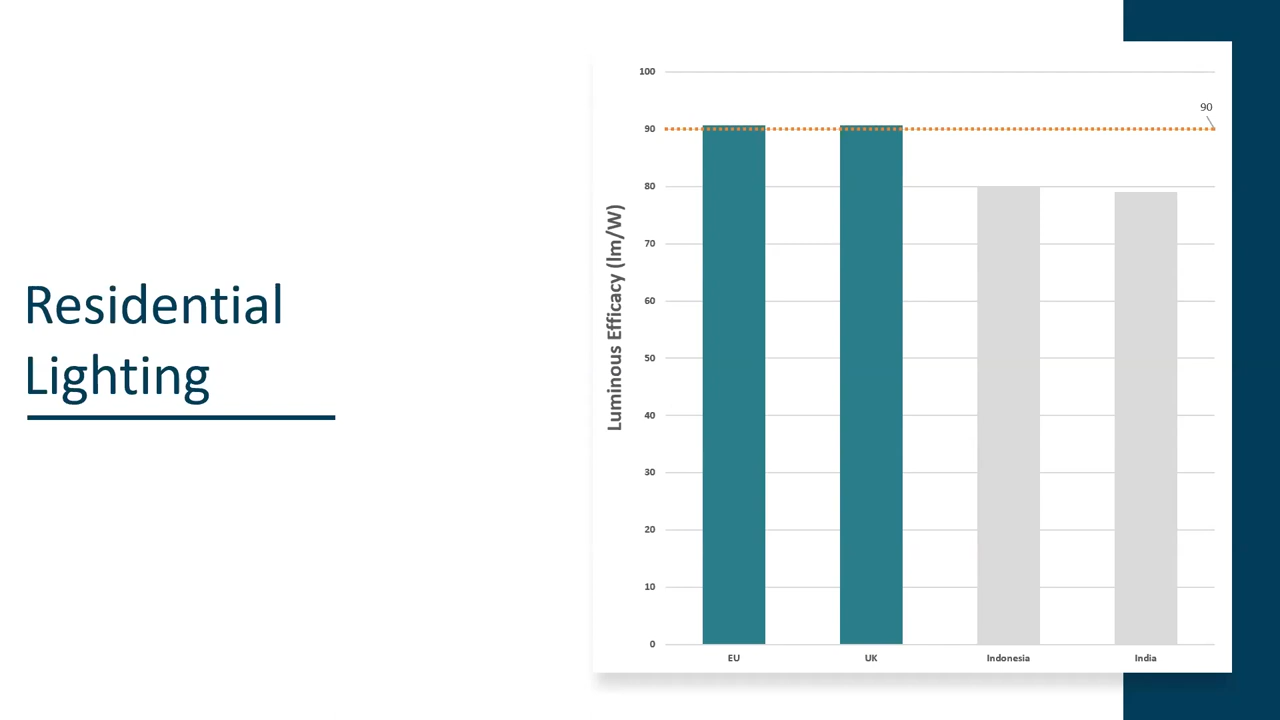 Residential
Lighting
Luminous Efficacy (lm/W)
100
90
90
80
70
60
50
40
30
20
10
0
EU
UK
Indonesia
India